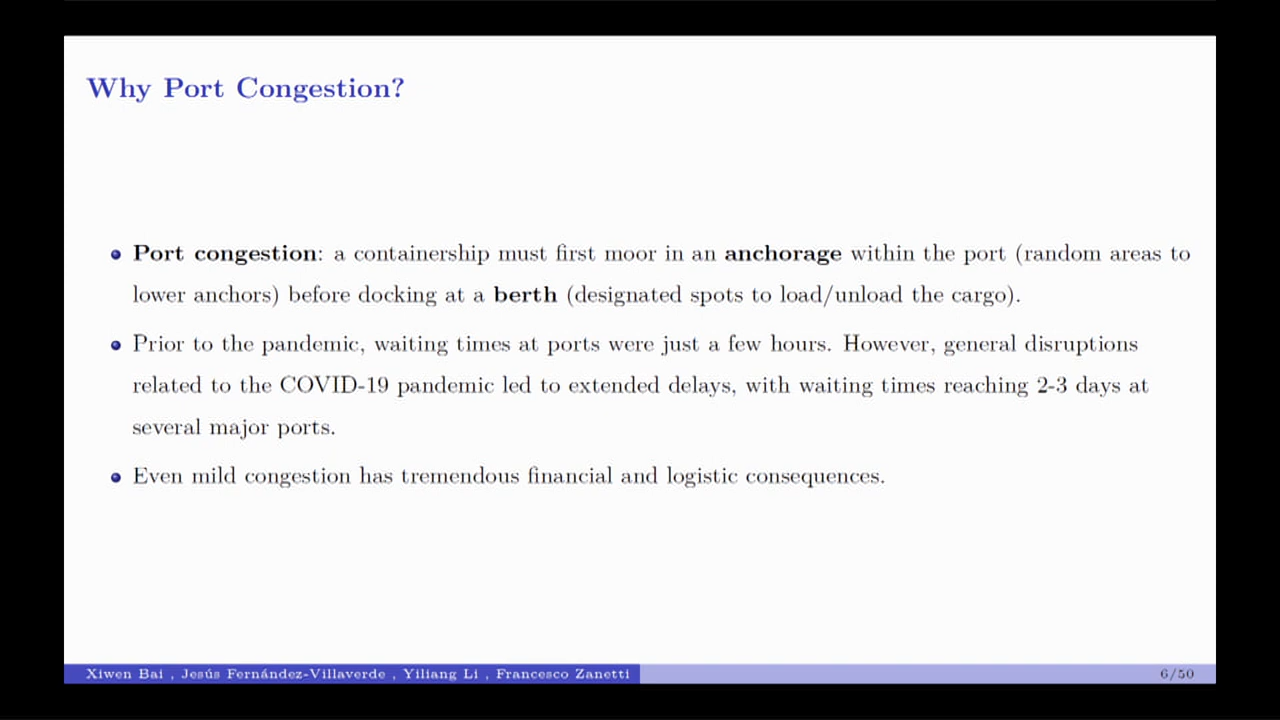 Why Port Congestion?
Port congestion: a containership must first moor in an anchorage within the port (random areas to
lower anchors) before docking at a berth (designated spots to load/unload the cargo).
Prior to the pandemic, waiting times at ports were just a few hours. However, general disruptions
related to the COVID-19 pandemic led to extended delays, with waiting times reaching 2-3 days at
several major ports.
Even mild congestion has tremendous financial and logistic consequences.
Xiwen Bai , Jesús Fernández-Villaverde , Yiliang Li , Francesco Zanetti
6/50